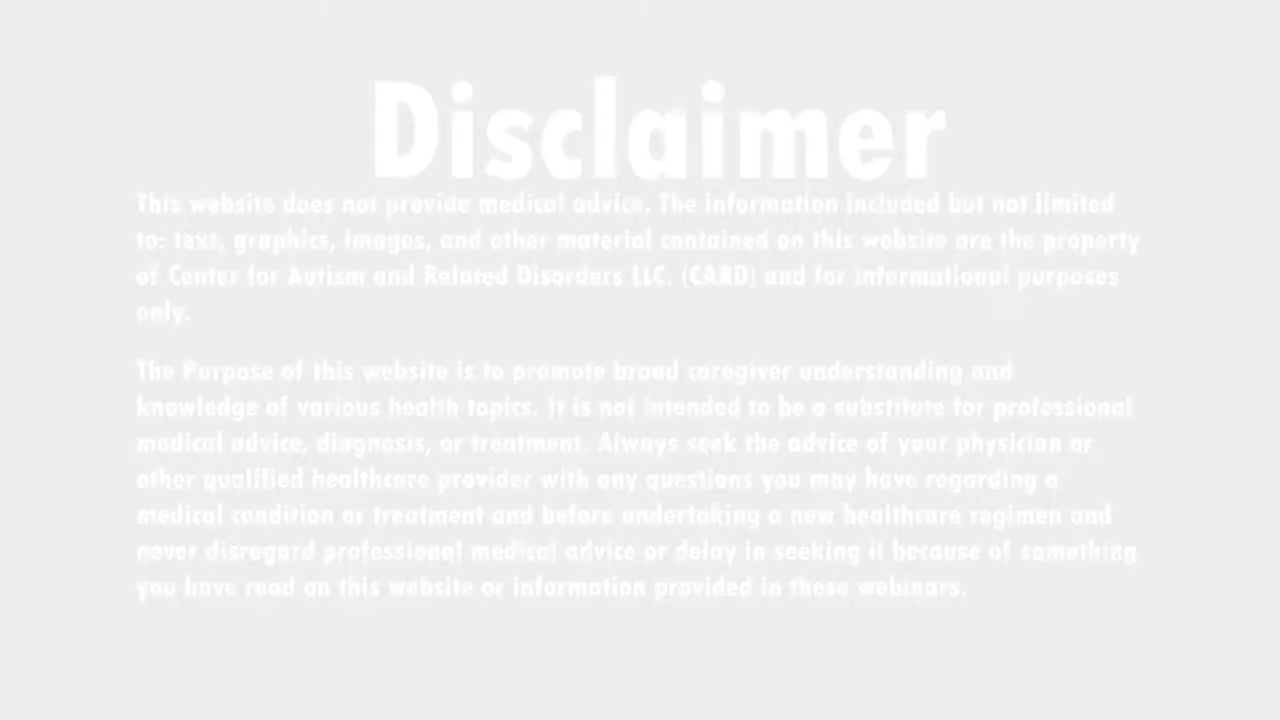 Disclaimer
This website does not provide medical advice. The information included but not limited
to: text, graphics, images, and other material contained on this website are the property
of Center for Autism and Related Disorders LLC. (CARD) and for informational purposes
only.
The Purpose of this website is to promote broad caregiver understanding and
knowledge of various health topics. It is not intended to be a substitute for professional
medical advice, diagnosis, or treatment. Always seek the advice of your physician or
other qualified healthcare provider with any questions you may have regarding a
medical condition or treatment and before undertaking a new healthcare regimen and
never disregard professional medical advice or delay in seeking it because of something
you have read on this website or information provided in these webinars.